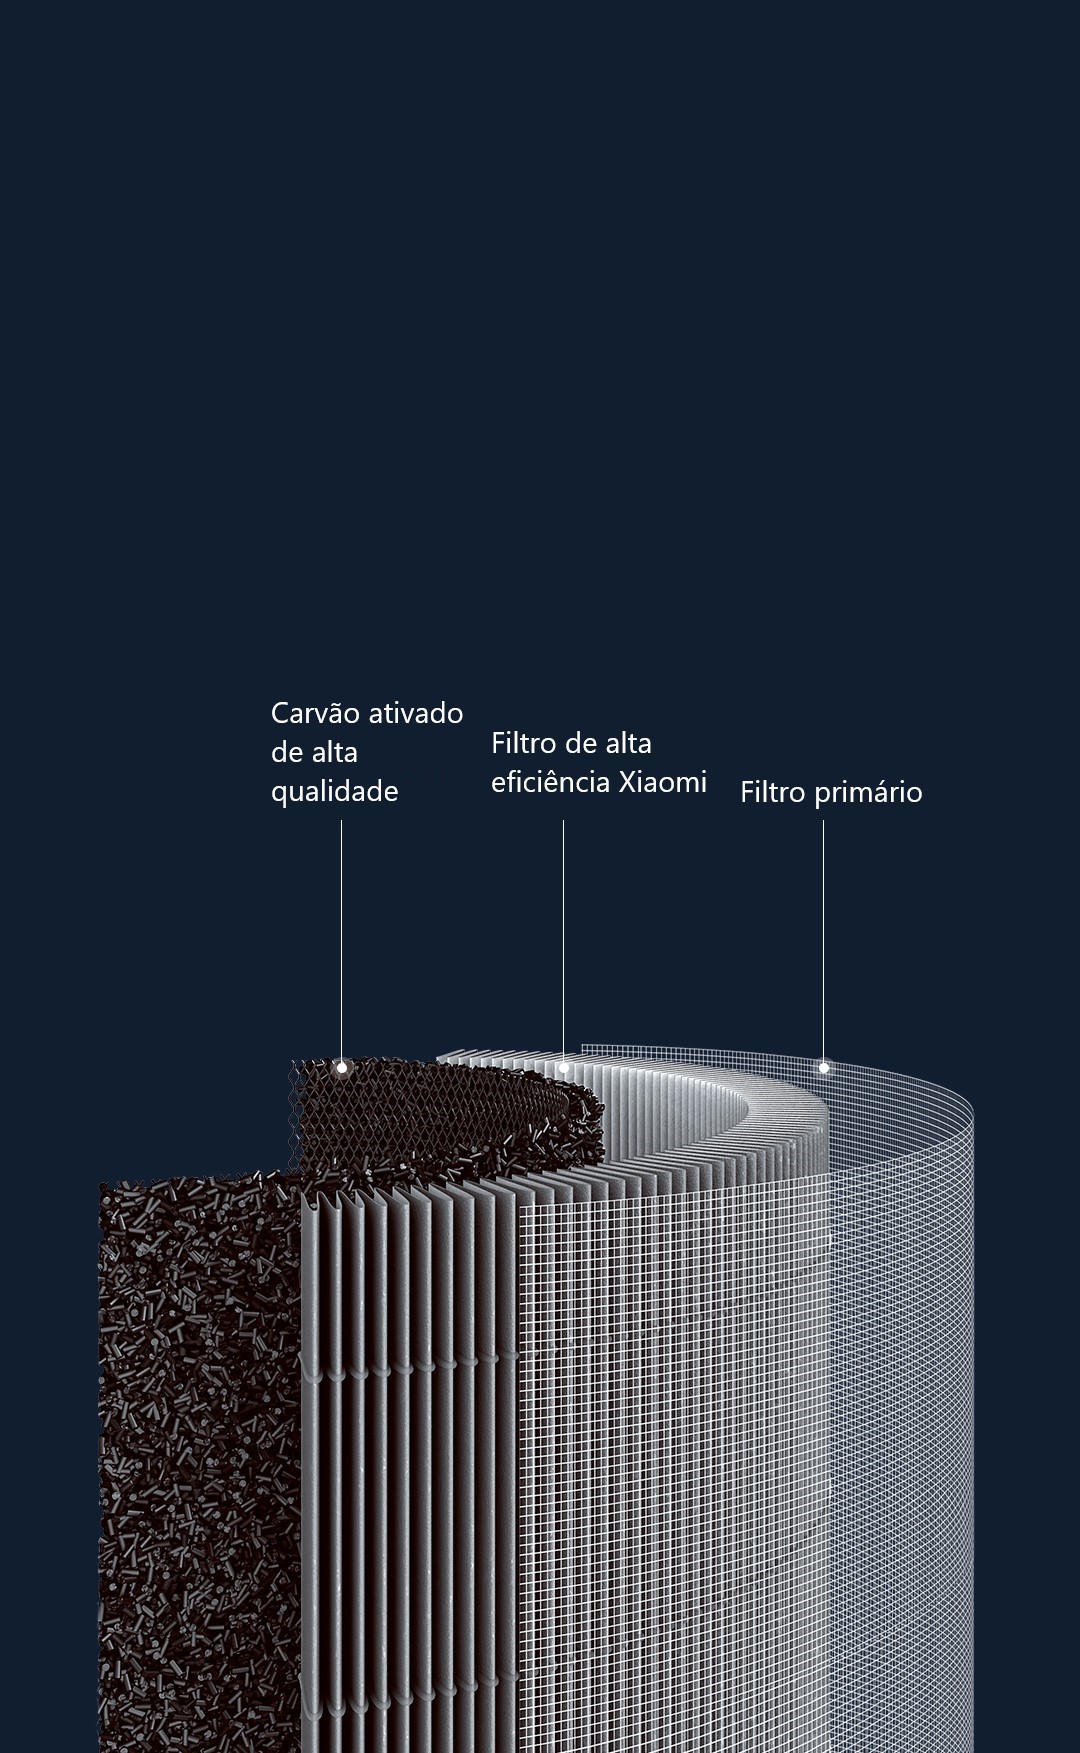 Carvão ativado
de alta
qualidade
Filtro de alta
eficiência Xiaomi
Filtro primário